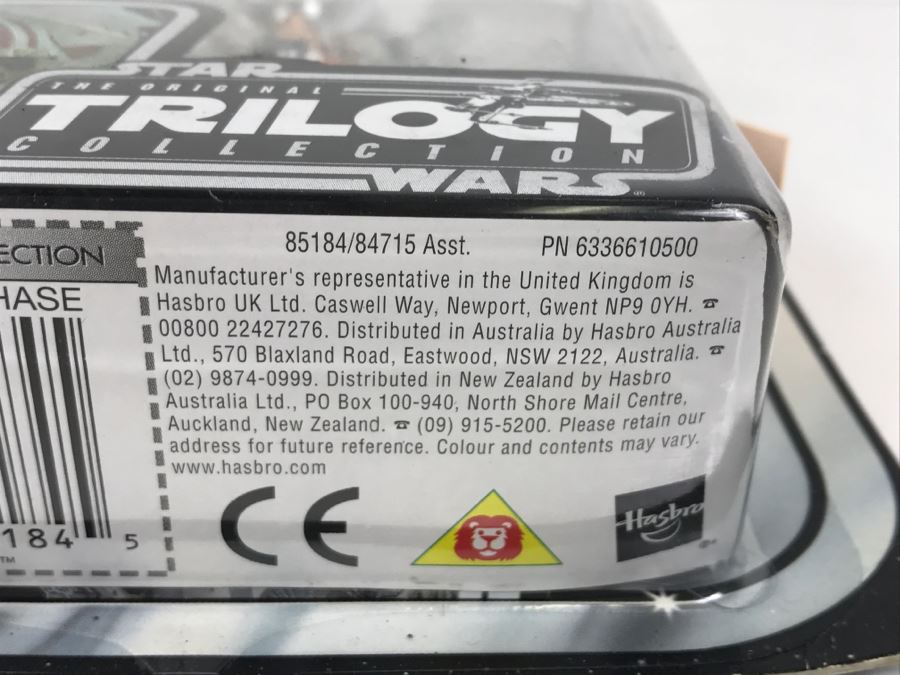 STAR
THE ORIGINAL
TRILOGY
COLLECTION
WARS
ECTION
HASE
184 5
TM
85184/84715 Asst. PN 6336610500
Manufacturer's representative in the United Kingdom is
Hasbro UK Ltd. Caswell Way, Newport, Gwent NP9 0YH. ☎
00800 22427276. Distributed in Australia by Hasbro Australia
Ltd., 570 Blaxland Road, Eastwood, NSW 2122, Australia. ☎
(02) 9874-0999. Distributed in New Zealand by Hasbro
Australia Ltd., PO Box 100-940, North Shore Mail Centre,
Auckland, New Zealand. ☎ (09) 915-5200. Please retain our
address for future reference. Colour and contents may vary.
www.hasbro.com
CE
Hasbro